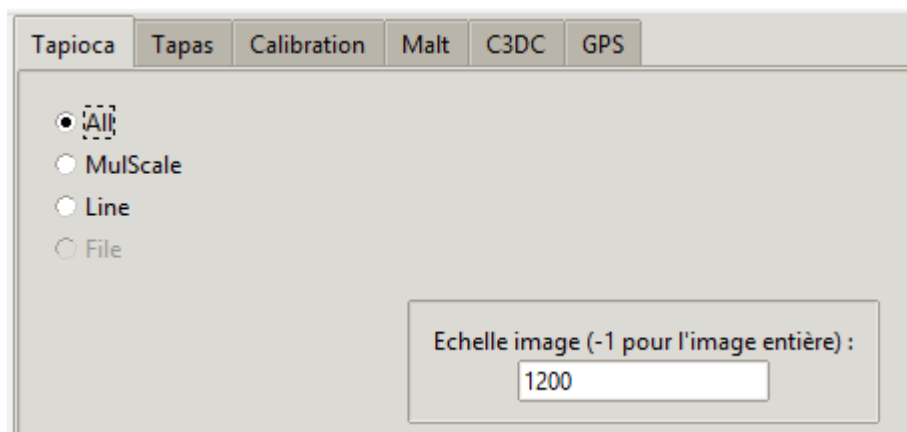 Tapioca Tapas Calibration Malt C3DC GPS
All
MulScale
Line
File
Echelle image (-1 pour l'image entière) :
1200